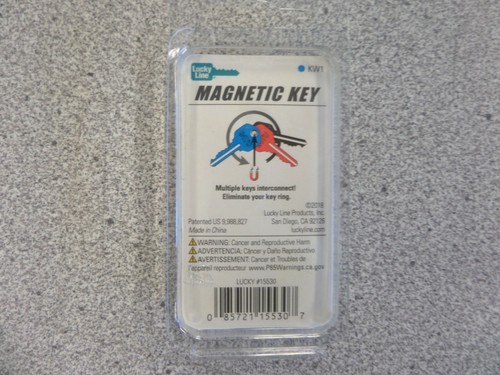 Lucky
Line
KW1
MAGNETIC KEY
Multiple keys interconnect!
Eliminate your key ring.
©2018
Lucky Line Products, Inc.
Patented US 9,988,827 San Diego, CA 92126
Made in China luckyline.com
WARNING: Cancer and Reproductive Harm
ADVERTENCIA: Cáncer y Daño Reproductivo
AVERTISSEMENT: Cancer et Troubles de
l'appareil reproducteur www.P65Warnings.ca.gov
LUCKY #15530
0 85721 15530 7